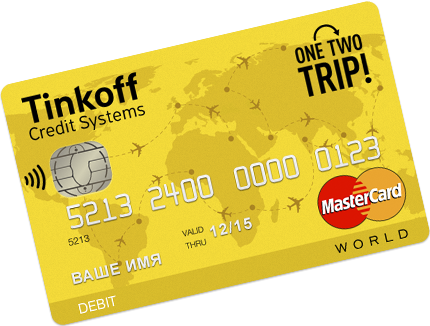 Tinkoff
Credit Systems
ONE TWO
TRIP!
5213 2400 0000 0123
5213
VALID
THRU
12/15
MasterCard
ВАШЕ ИМЯ
WORLD
DEBIT